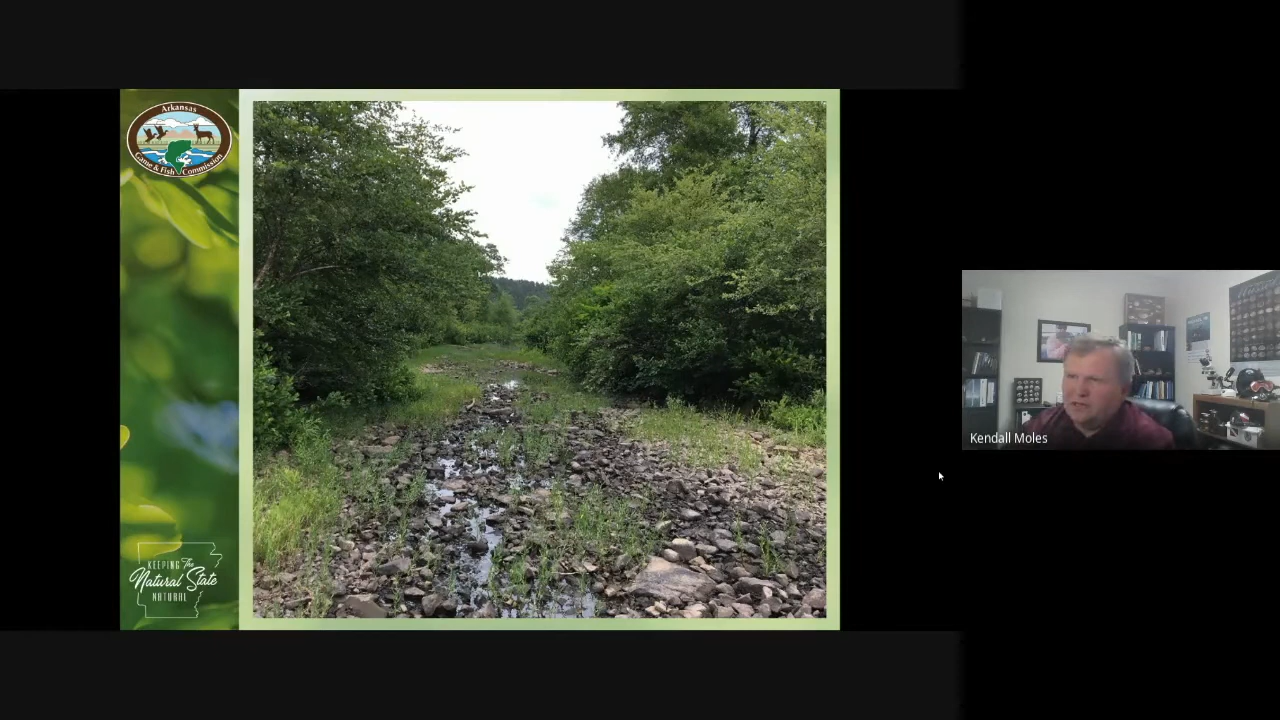 Arkansas
Game & Fish Commission
KEEPING The
Natural State
NATURAL
Kendall Moles